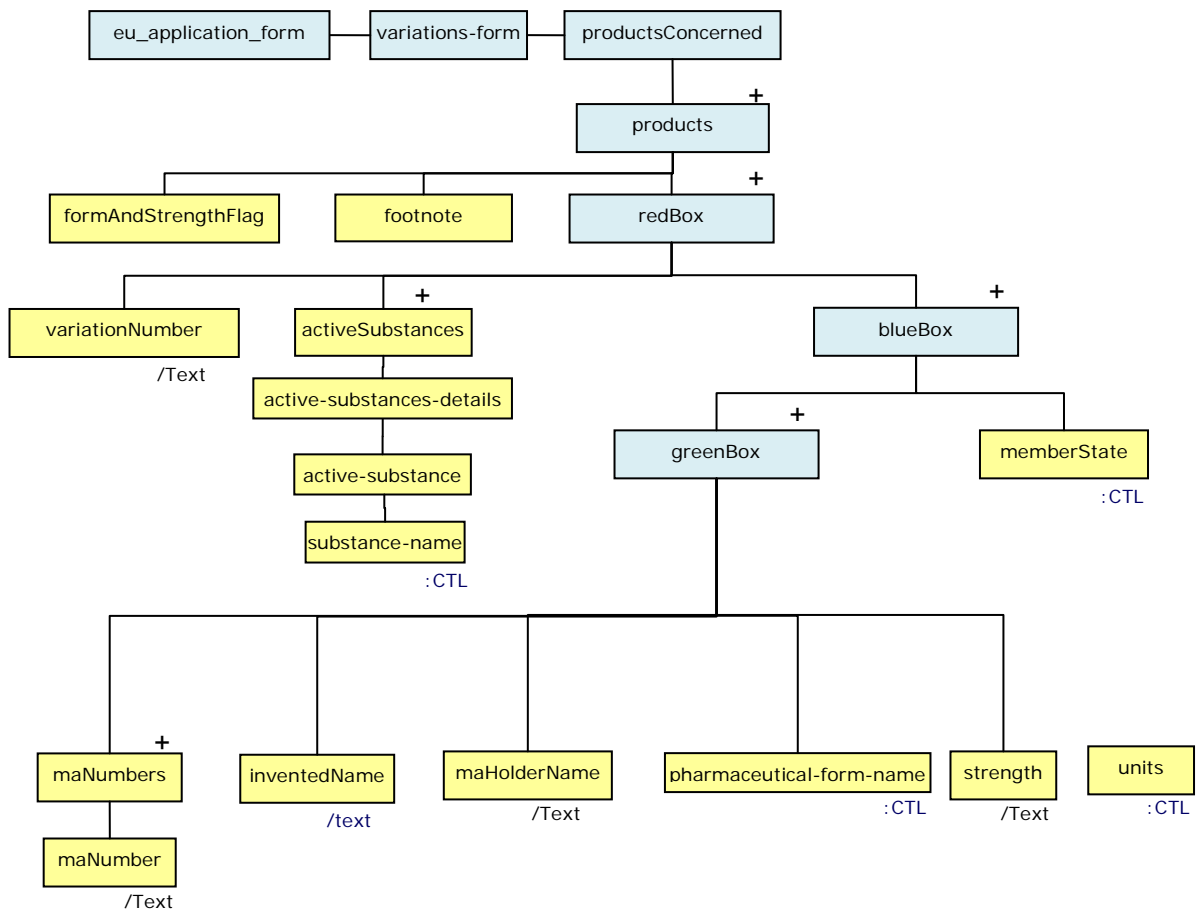 eu_application_form
variations-form
productsConcerned
+
products
+
formAndStrengthFlag
footnote
redBox
+
+
variationNumber
activeSubstances
blueBox
/Text
active-substances-details
+
greenBox
memberState
active-substance
:CTL
substance-name
:CTL
+
maNumbers
inventedName
maHolderName
pharmaceutical-form-name
strength
units
/text
/Text
:CTL
/Text
:CTL
maNumber
/Text